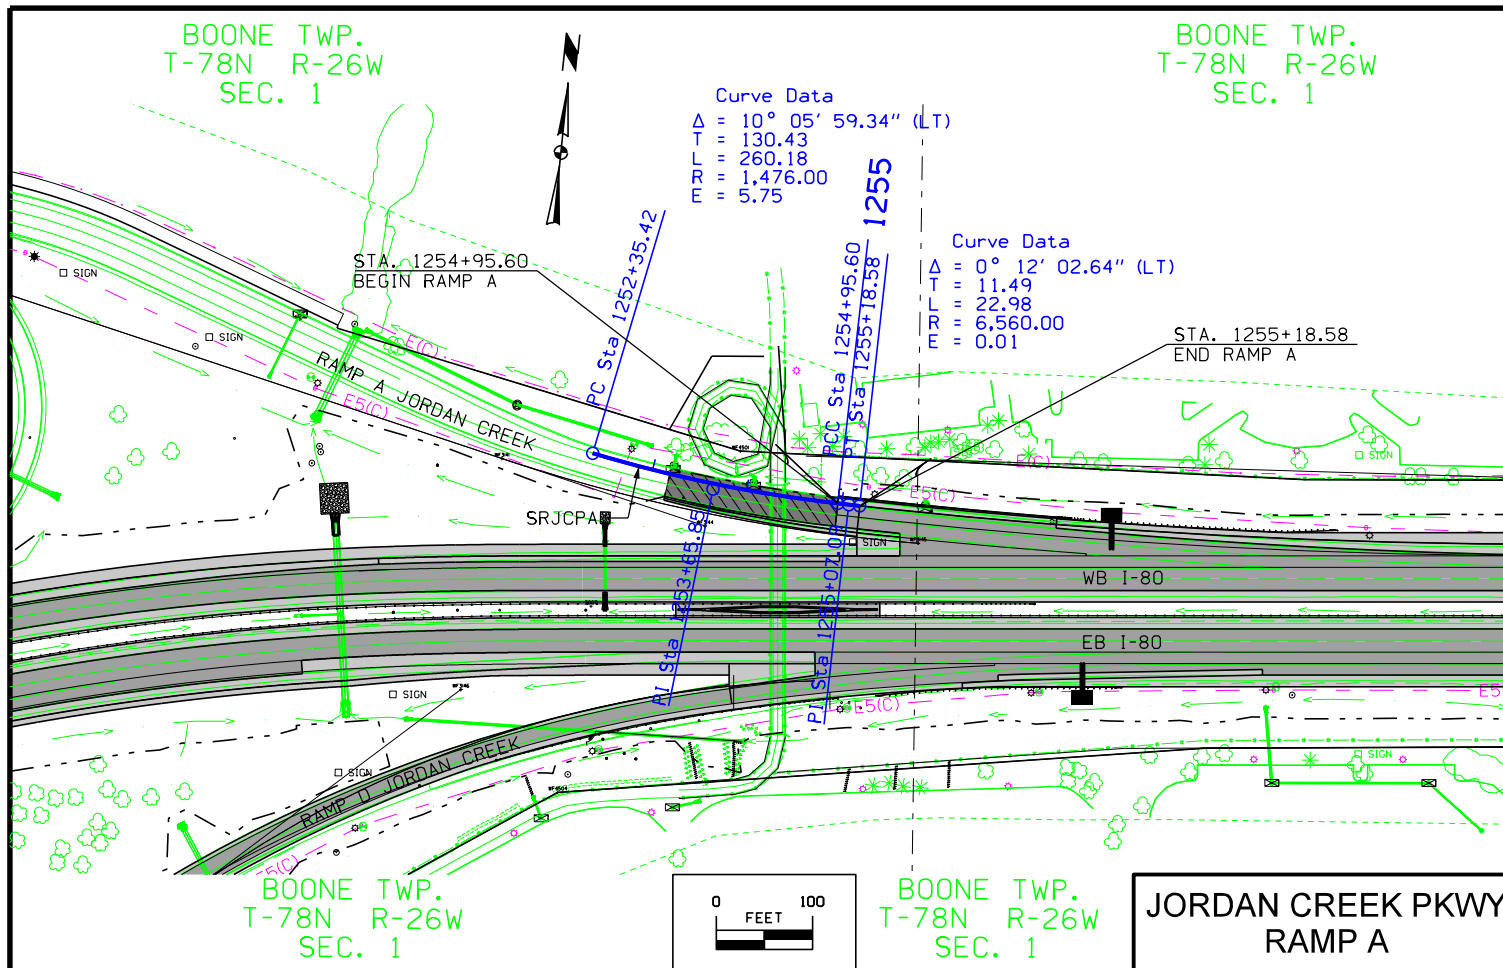 BOONE TWP.
T-78N R-26W
SEC. 1
BOONE TWP.
T-78N R-26W
SEC. 1
N
Curve Data
Δ = 10° 05′ 59.34″ (LT)
T = 130.43
L = 260.18
R = 1,476.00
E = 5.75
1255
Curve Data
Δ = 0° 12′ 02.64″ (LT)
T = 11.49
L = 22.98
R = 6,560.00
E = 0.01
STA. 1254+95.60
BEGIN RAMP A
PC Sta 1252+35.42
PCC Sta 1254+95.60
PT Sta 1255+18.58
STA. 1255+18.58
END RAMP A
SIGN
SIGN
E(C)
RAMP A JORDAN CREEK
E5(C)
SIGN
E(C)
E5(C)
SRJCPA
SIGN
PI Sta 1253+65.85
PI Sta 1255+07.09
WB I-80
EB I-80
SIGN
E5(C)
E5
SIGN
SIGN
RAMP D JORDAN CREEK
E5(C)
BOONE TWP.
T-78N R-26W
SEC. 1
0 100
FEET
BOONE TWP.
T-78N R-26W
SEC. 1
JORDAN CREEK PKWY
RAMP A